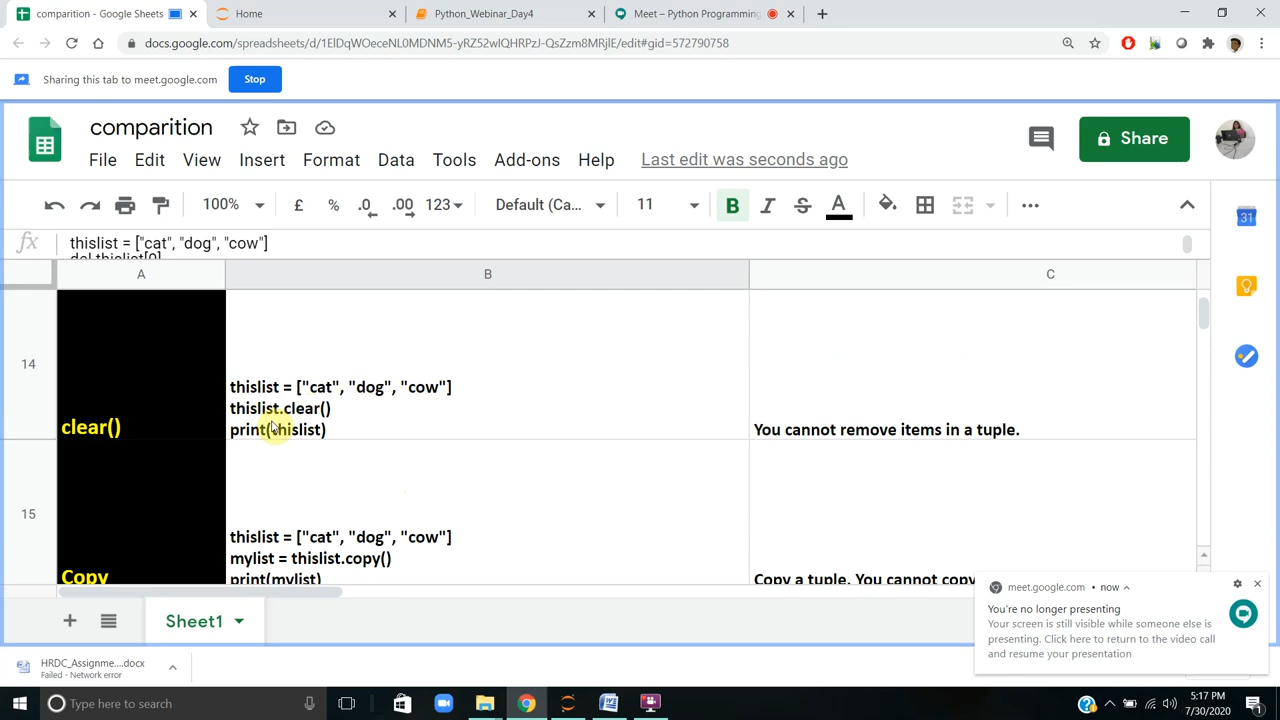 comparition - Google Sheets
Home
Python_Webinar_Day4
Meet – Python Programming
docs.google.com/spreadsheets/d/1ElDqWOeceNL0MDNM5-yRZ52wIQHRPzJ-QsZzm8MRjlE/edit#gid=572790758
Sharing this tab to meet.google.com
Stop
comparition
File Edit View Insert Format Data Tools Add-ons Help Last edit was seconds ago
Share
100% £ % .0 .00 123 Default (Ca... 11 B I S A
31
fx thislist = ["cat", "dog", "cow"]
del thislist[0]
A B C
14
clear()
thislist = ["cat", "dog", "cow"]
thislist.clear()
print(thislist)
You cannot remove items in a tuple.
15
Copy
thislist = ["cat", "dog", "cow"]
mylist = thislist.copy()
print(mylist)
Copy a tuple. You cannot copy
meet.google.com • now
You're no longer presenting
Your screen is still visible while someone else is
presenting. Click here to return to the video call
and resume your presentation
Sheet1
HRDC_Assignme....docx
Failed - Network error
Type here to search
5:17 PM
7/30/2020
1